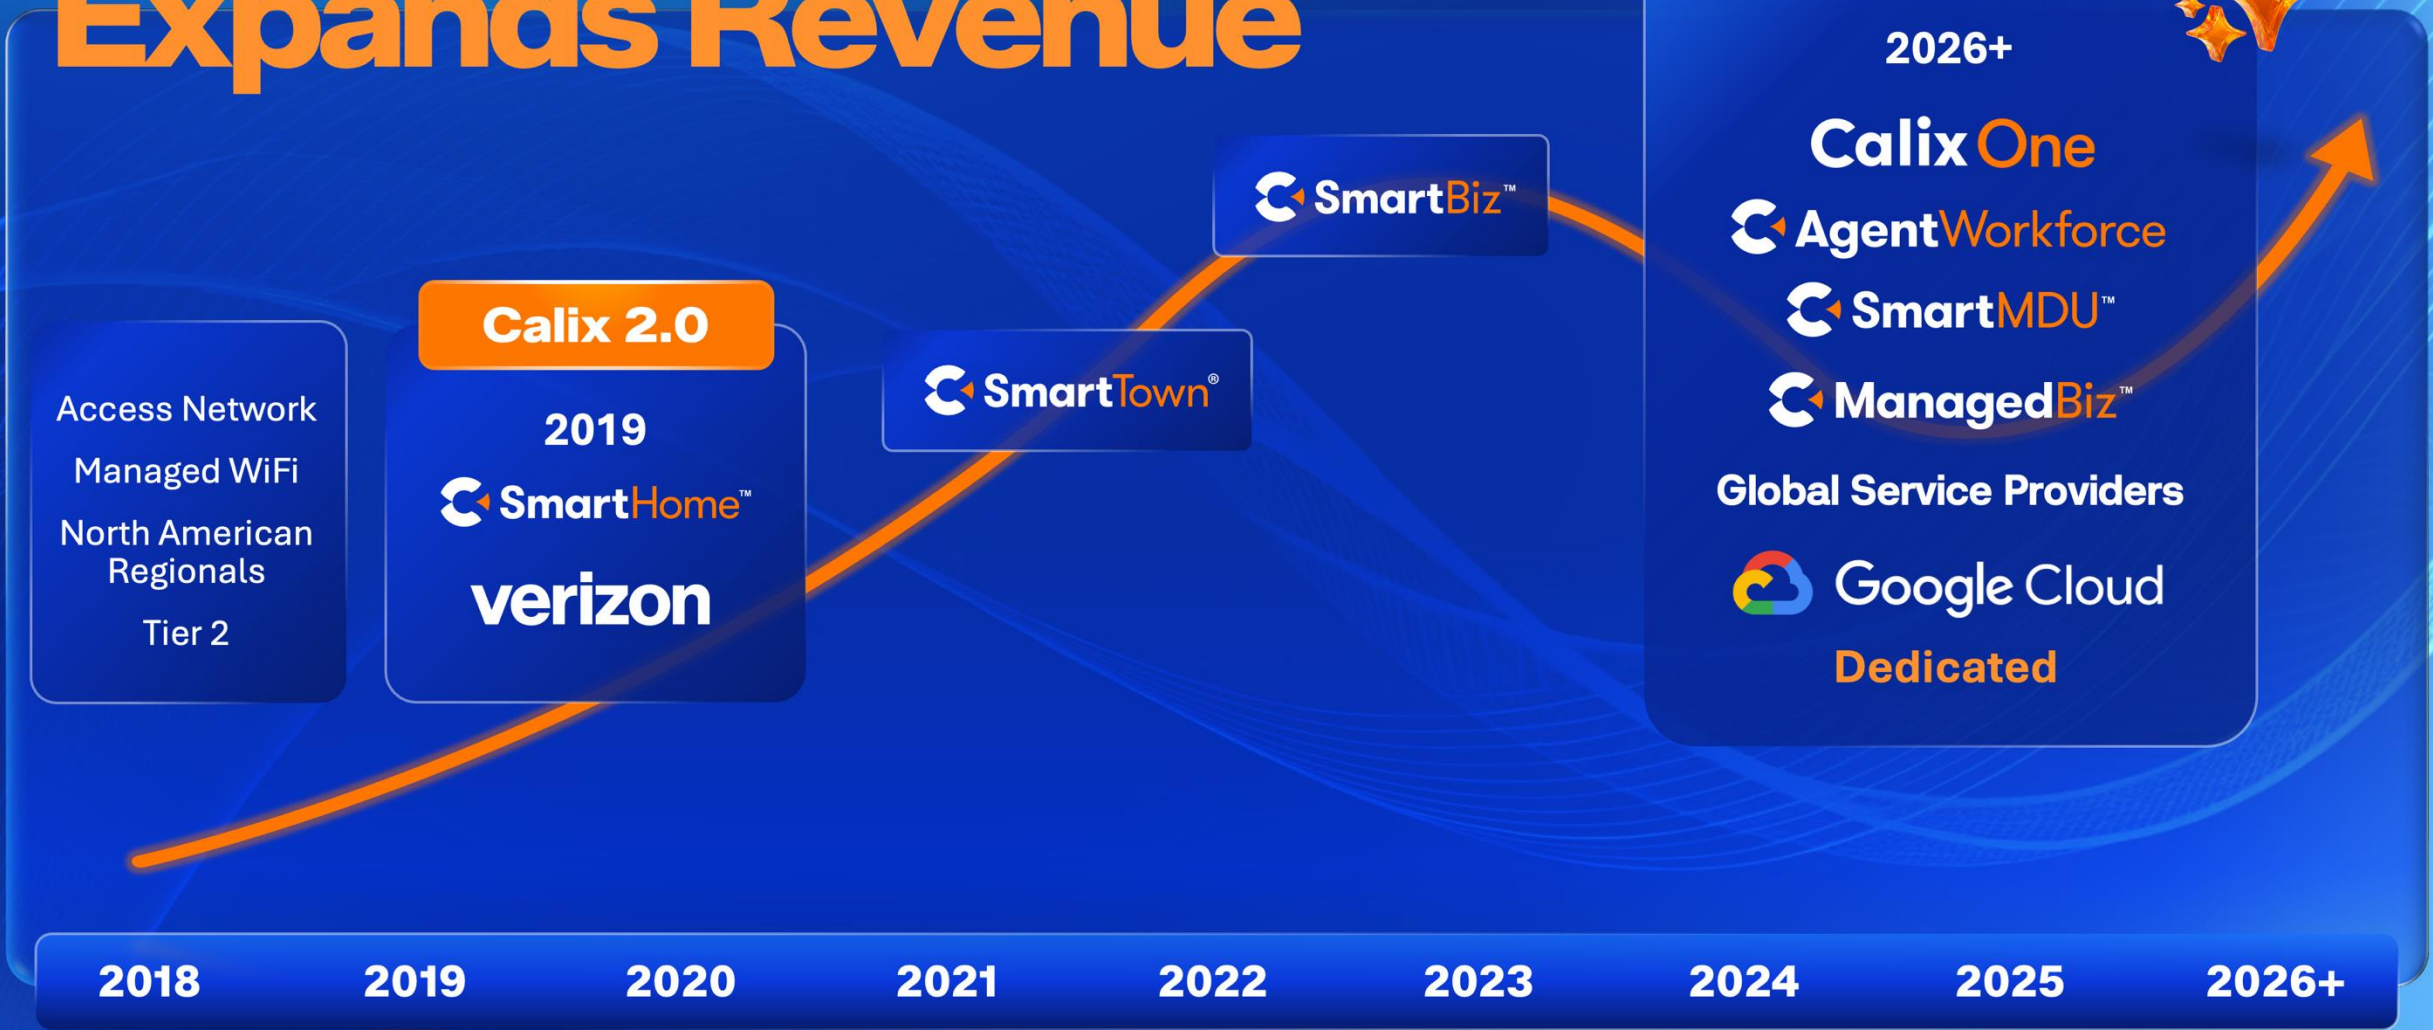 Expands Revenue
2026+
Calix One
AgentWorkforce
SmartMDU™
ManagedBiz™
Global Service Providers
Google Cloud
Dedicated
SmartBiz™
SmartTown®
Calix 2.0
2019
SmartHome™
verizon
Access Network
Managed WiFi
North American
Regionals
Tier 2
2018 2019 2020 2021 2022 2023 2024 2025 2026+